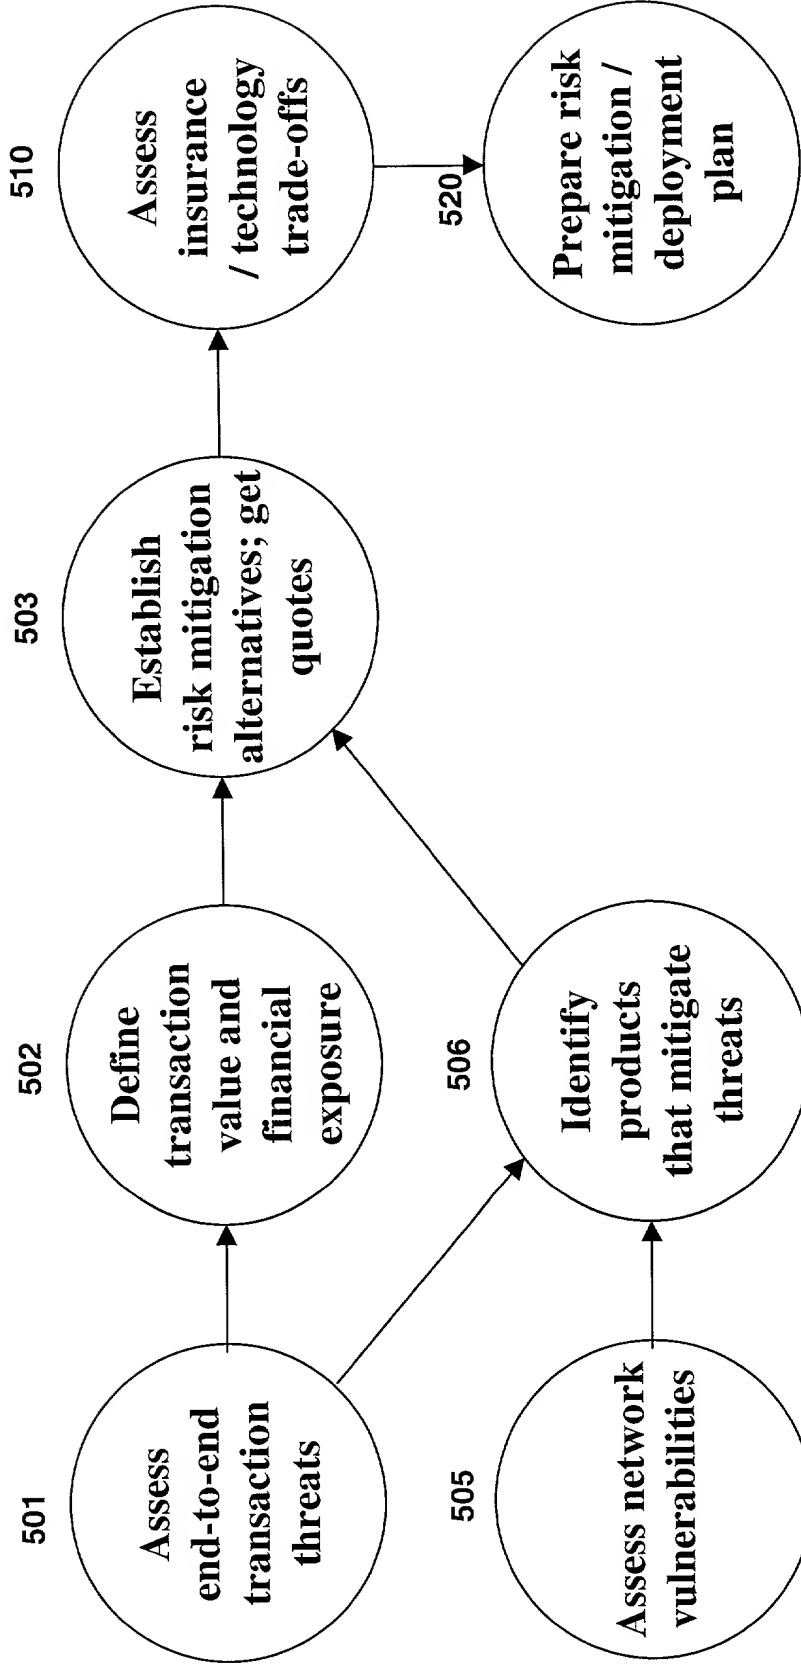 501
Assess
end-to-end
transaction
threats
502
Define
transaction
value and
financial
exposure
503
Establish
risk mitigation
alternatives; get
quotes
510
Assess
insurance
/ technology
trade-offs
505
Assess network
vulnerabilities
506
Identify
products
that mitigate
threats
520
Prepare risk
mitigation /
deployment
plan